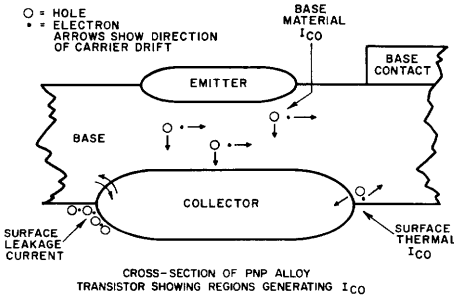 = HOLE
= ELECTRON
ARROWS SHOW DIRECTION
OF CARRIER DRIFT
BASE
MATERIAL
ICO
BASE
CONTACT
EMITTER
BASE
COLLECTOR
SURFACE
LEAKAGE
CURRENT
SURFACE
THERMAL
ICO
CROSS-SECTION OF PNP ALLOY
TRANSISTOR SHOWING REGIONS GENERATING ICO